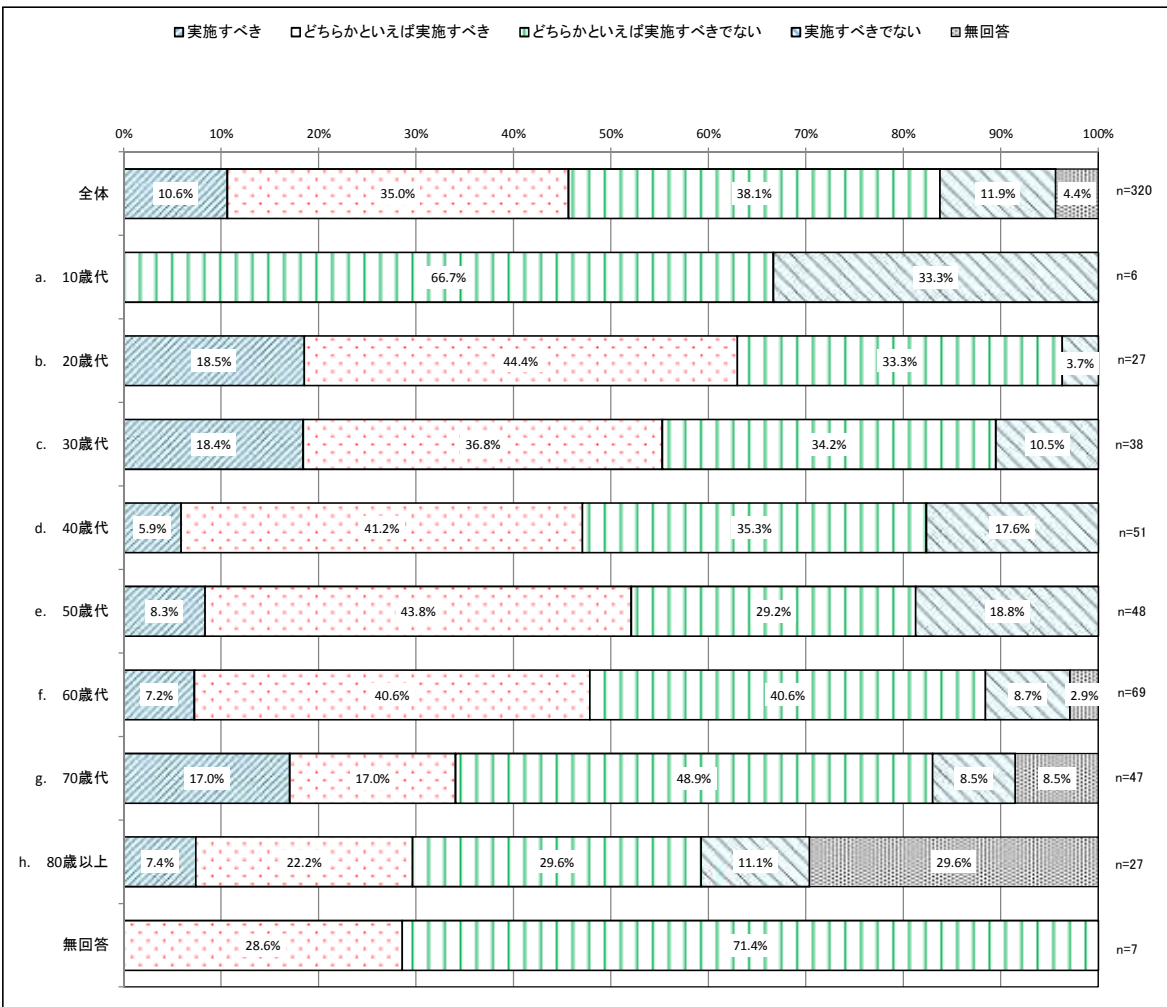 実施すべき どちらかといえば実施すべき どちらかといえば実施すべきでない 実施すべきでない 無回答
0% 10% 20% 30% 40% 50% 60% 70% 80% 90% 100%
全体 10.6% 35.0% 38.1% 11.9% 4.4% n=320
a. 10歳代 66.7% 33.3% n=6
b. 20歳代 18.5% 44.4% 33.3% 3.7% n=27
c. 30歳代 18.4% 36.8% 34.2% 10.5% n=38
d. 40歳代 5.9% 41.2% 35.3% 17.6% n=51
e. 50歳代 8.3% 43.8% 29.2% 18.8% n=48
f. 60歳代 7.2% 40.6% 40.6% 8.7% 2.9% n=69
g. 70歳代 17.0% 17.0% 48.9% 8.5% 8.5% n=47
h. 80歳以上 7.4% 22.2% 29.6% 11.1% 29.6% n=27
無回答 28.6% 71.4% n=7